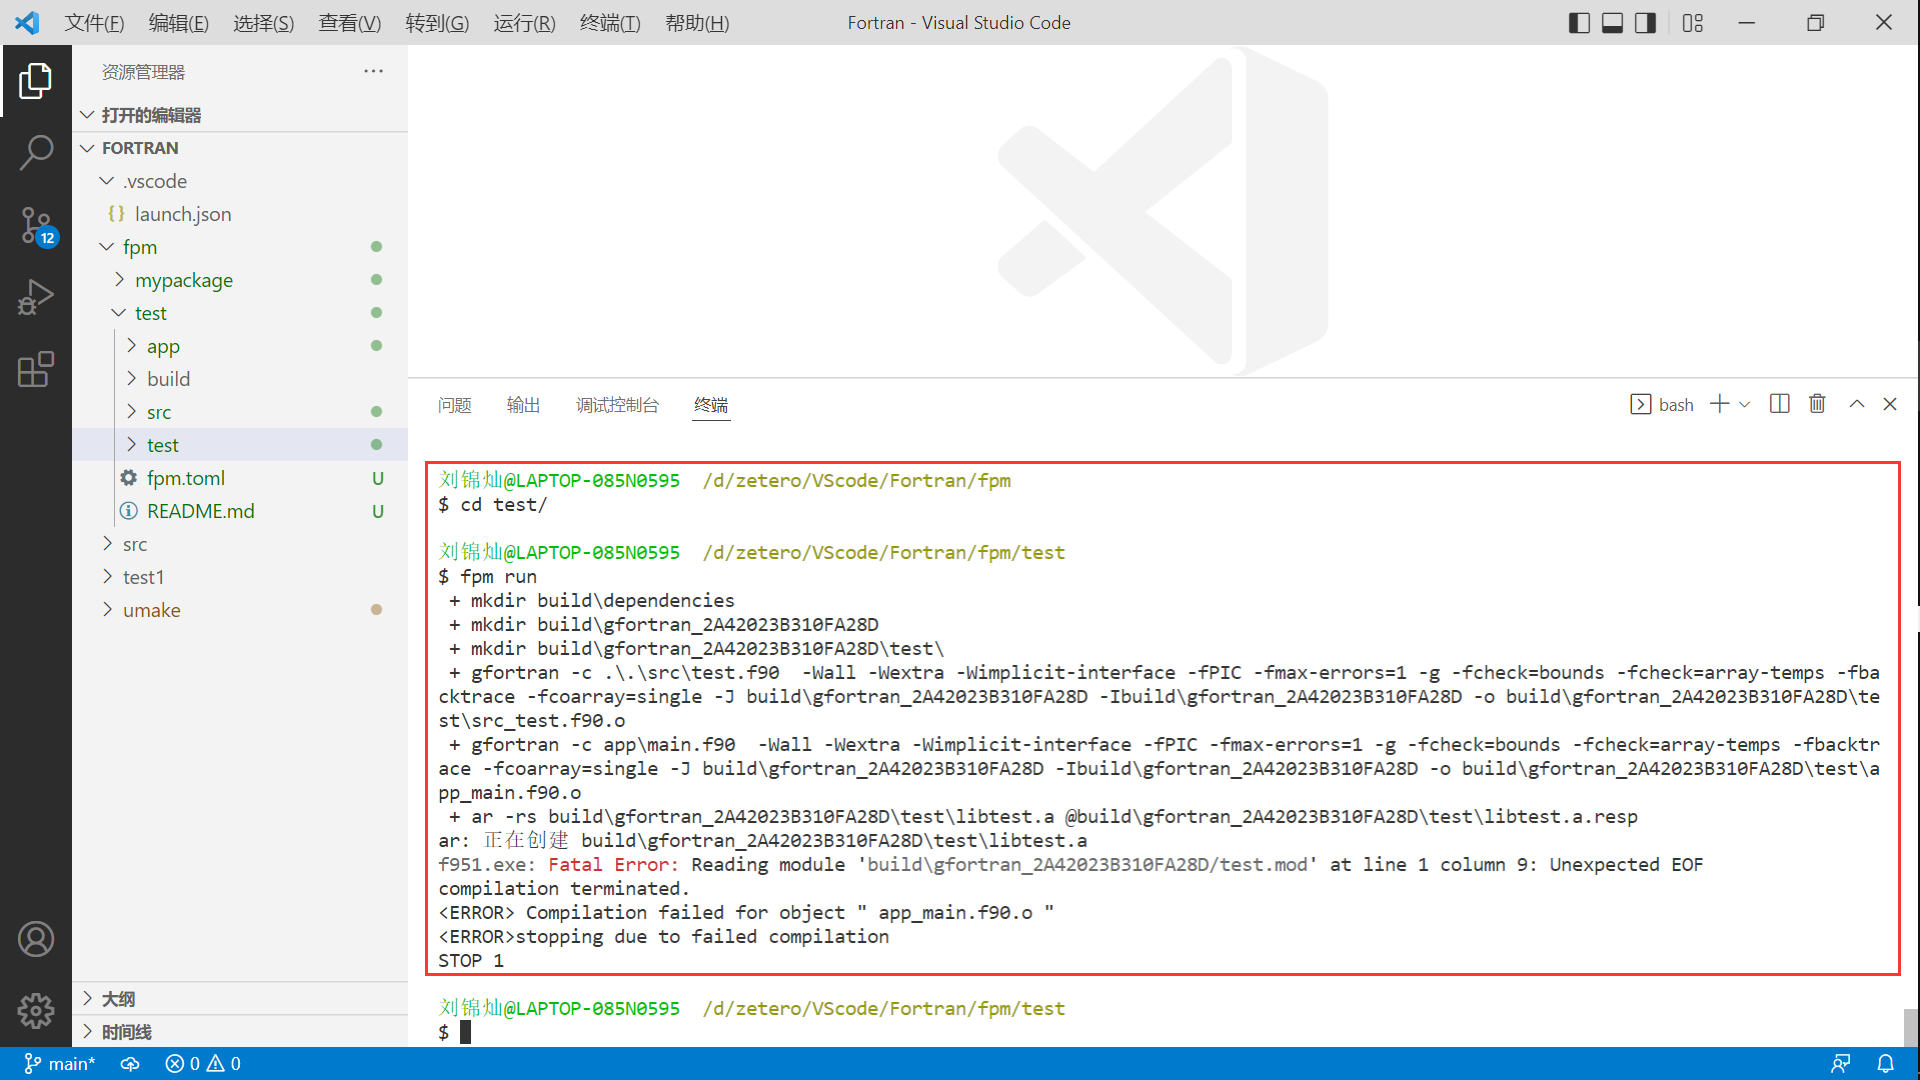 文件(F) 编辑(E) 选择(S) 查看(V) 转到(G) 运行(R) 终端(T) 帮助(H) Fortran - Visual Studio Code
资源管理器
打开的编辑器
FORTRAN
.vscode
{} launch.json
fpm
mypackage
test
app
build
src
test
fpm.toml U
README.md U
src
test1
umake
大纲
时间线
12
问题 输出 调试控制台 终端 bash
刘锦灿@LAPTOP-085N0595 /d/zetero/VScode/Fortran/fpm
$ cd test/
刘锦灿@LAPTOP-085N0595 /d/zetero/VScode/Fortran/fpm/test
$ fpm run
+ mkdir build\dependencies
+ mkdir build\gfortran_2A42023B310FA28D
+ mkdir build\gfortran_2A42023B310FA28D\test\
+ gfortran -c .\.\src\test.f90 -Wall -Wextra -Wimplicit-interface -fPIC -fmax-errors=1 -g -fcheck=bounds -fcheck=array-temps -fba
cktrace -fcoarray=single -J build\gfortran_2A42023B310FA28D -Ibuild\gfortran_2A42023B310FA28D -o build\gfortran_2A42023B310FA28D\te
st\src_test.f90.o
+ gfortran -c app\main.f90 -Wall -Wextra -Wimplicit-interface -fPIC -fmax-errors=1 -g -fcheck=bounds -fcheck=array-temps -fbacktr
ace -fcoarray=single -J build\gfortran_2A42023B310FA28D -Ibuild\gfortran_2A42023B310FA28D -o build\gfortran_2A42023B310FA28D\test\a
pp_main.f90.o
+ ar -rs build\gfortran_2A42023B310FA28D\test\libtest.a @build\gfortran_2A42023B310FA28D\test\libtest.a.resp
ar: 正在创建 build\gfortran_2A42023B310FA28D\test\libtest.a
f951.exe: Fatal Error: Reading module 'build\gfortran_2A42023B310FA28D/test.mod' at line 1 column 9: Unexpected EOF
compilation terminated.
<ERROR> Compilation failed for object " app_main.f90.o "
<ERROR>stopping due to failed compilation
STOP 1
刘锦灿@LAPTOP-085N0595 /d/zetero/VScode/Fortran/fpm/test
$
main* 0 0